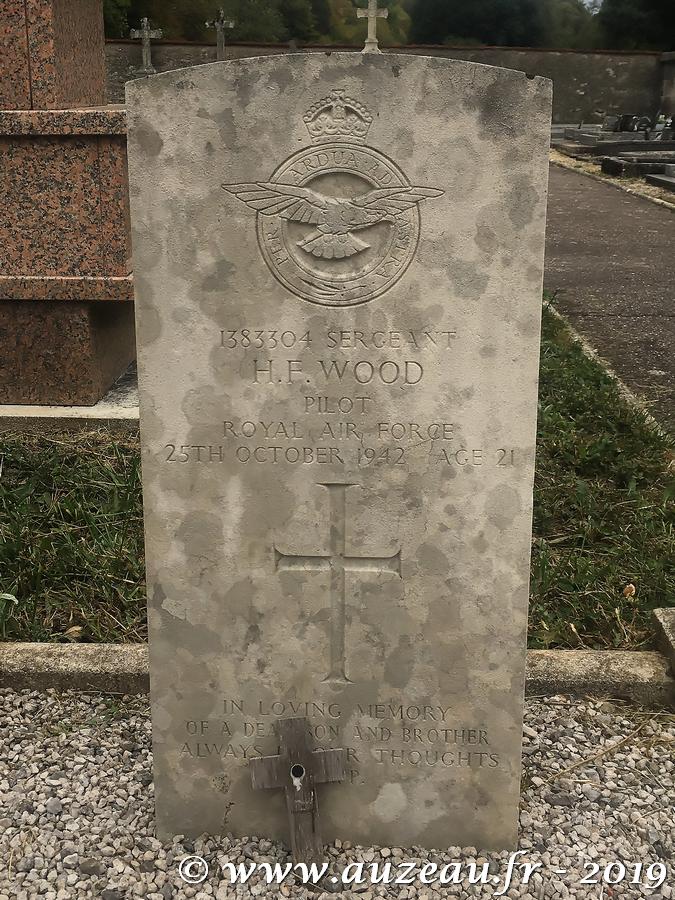 PER ARDUA AD ASTRA
1383304 SERGEANT
H.F. WOOD
PILOT
ROYAL AIR FORCE
25TH OCTOBER 1942 AGE 21
IN LOVING MEMORY
OF A DEAR SON AND BROTHER
ALWAYS OUR THOUGHTS
P.
© www.auzeau.fr - 2019